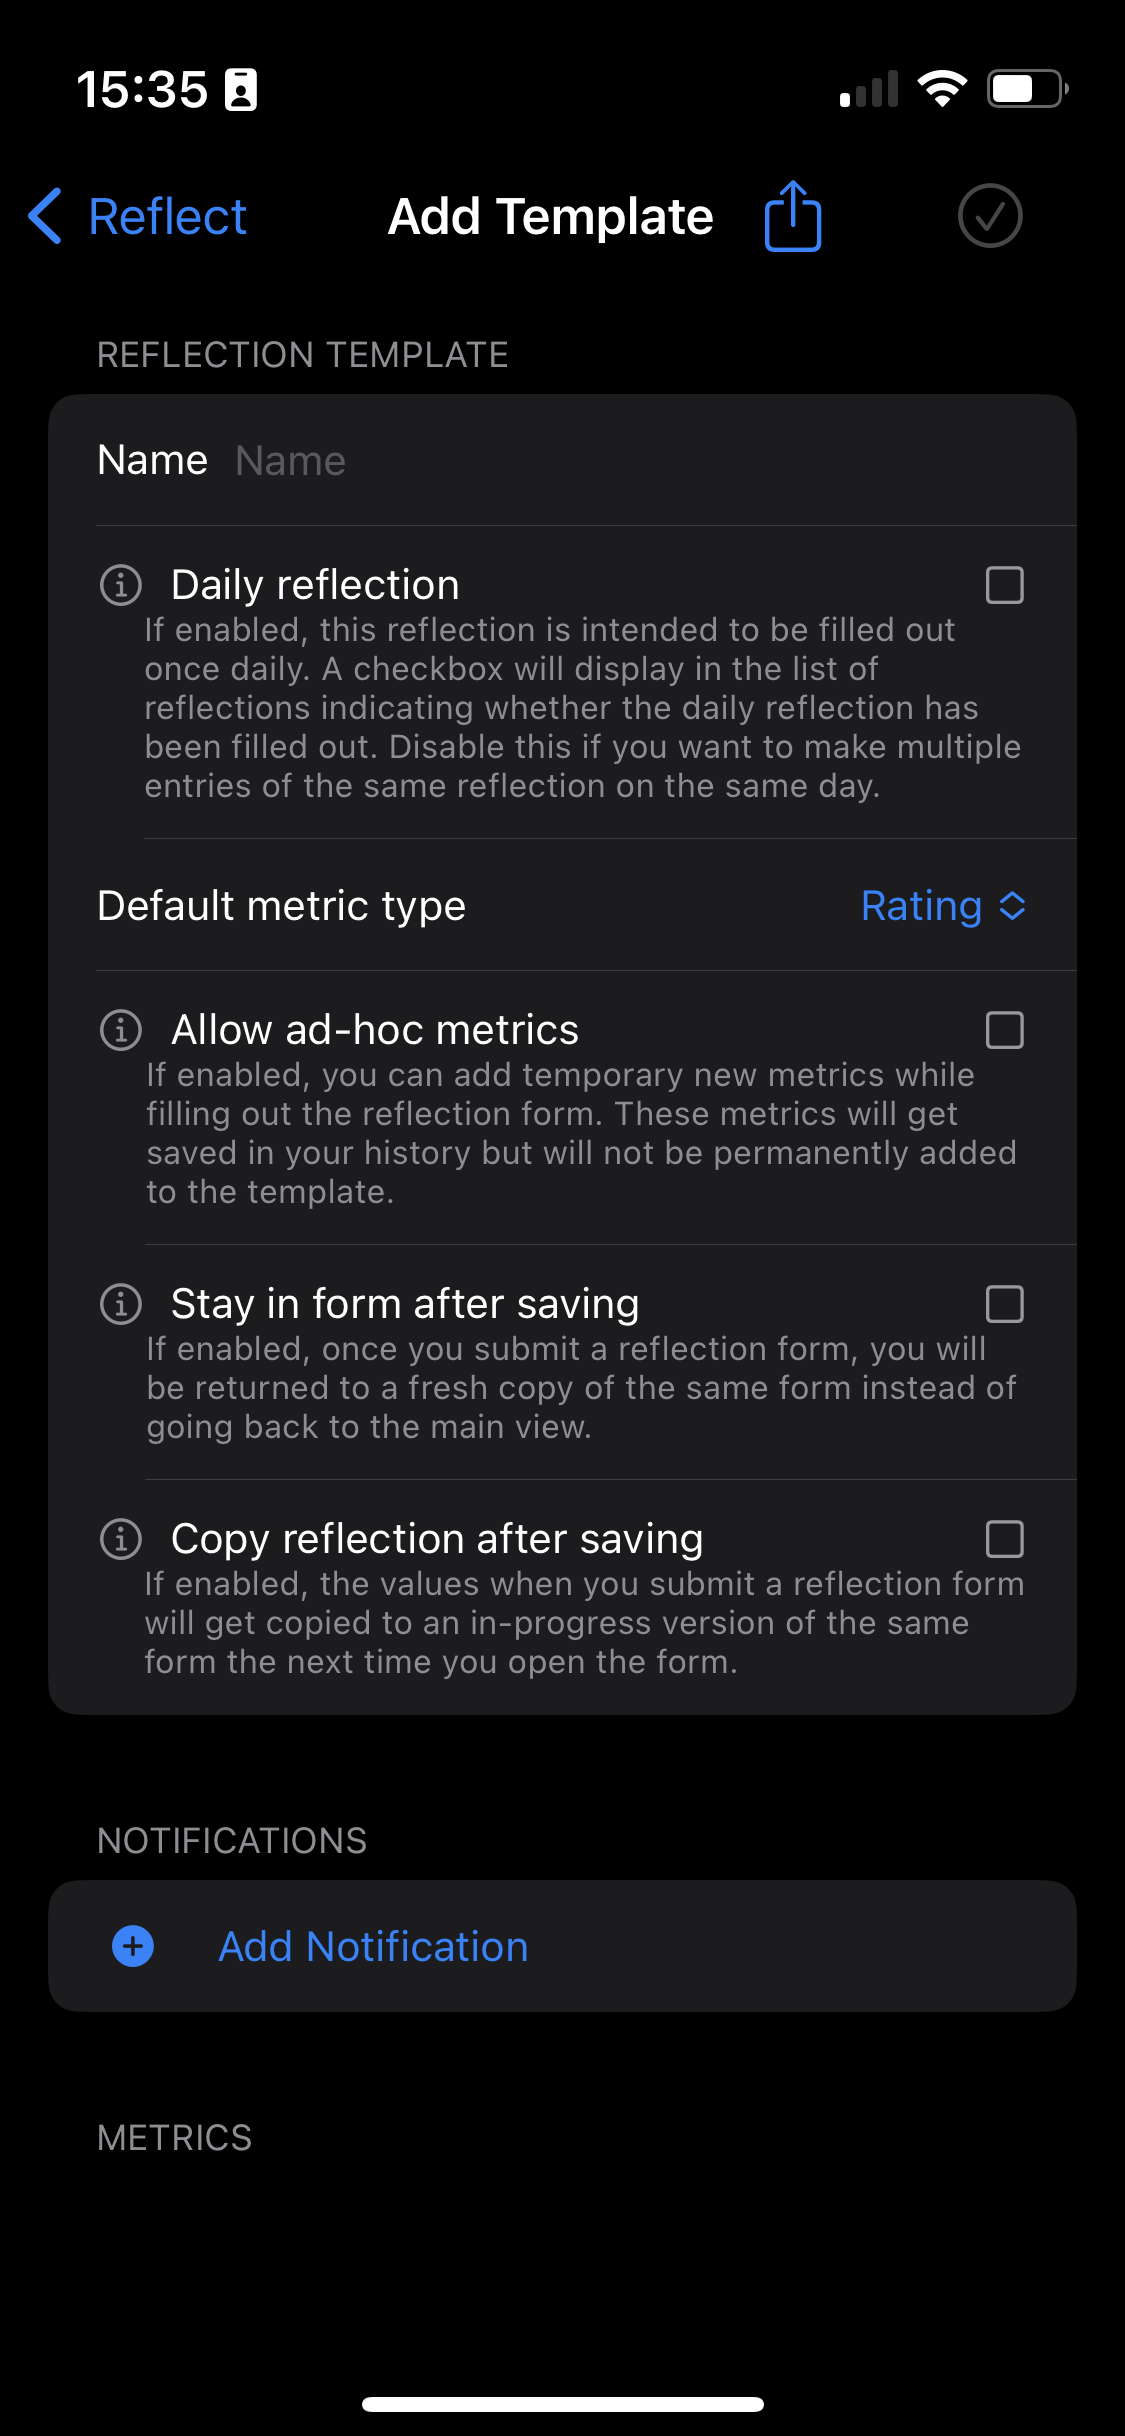 15:35
Reflect
Add Template
REFLECTION TEMPLATE
Name Name
Daily reflection
If enabled, this reflection is intended to be filled out
once daily. A checkbox will display in the list of
reflections indicating whether the daily reflection has
been filled out. Disable this if you want to make multiple
entries of the same reflection on the same day.
Default metric type Rating
Allow ad-hoc metrics
If enabled, you can add temporary new metrics while
filling out the reflection form. These metrics will get
saved in your history but will not be permanently added
to the template.
Stay in form after saving
If enabled, once you submit a reflection form, you will
be returned to a fresh copy of the same form instead of
going back to the main view.
Copy reflection after saving
If enabled, the values when you submit a reflection form
will get copied to an in-progress version of the same
form the next time you open the form.
NOTIFICATIONS
Add Notification
METRICS